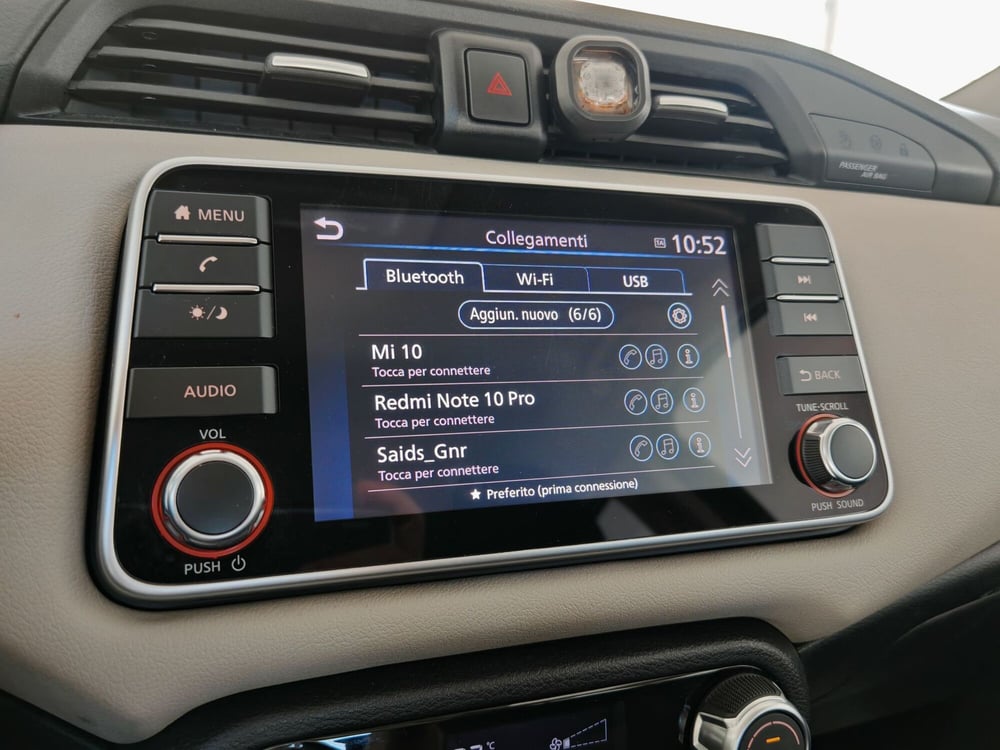 PASSENGER
AIR BAG
MENU
AUDIO
VOL
PUSH
Collegamenti
TA
10:52
Bluetooth
Wi-Fi
USB
Aggiun. nuovo (6/6)
Mi 10
Tocca per connettere
Redmi Note 10 Pro
Tocca per connettere
Saids_Gnr
Tocca per connettere
Preferito (prima connessione)
BACK
TUNE·SCROLL
PUSH SOUND
°C